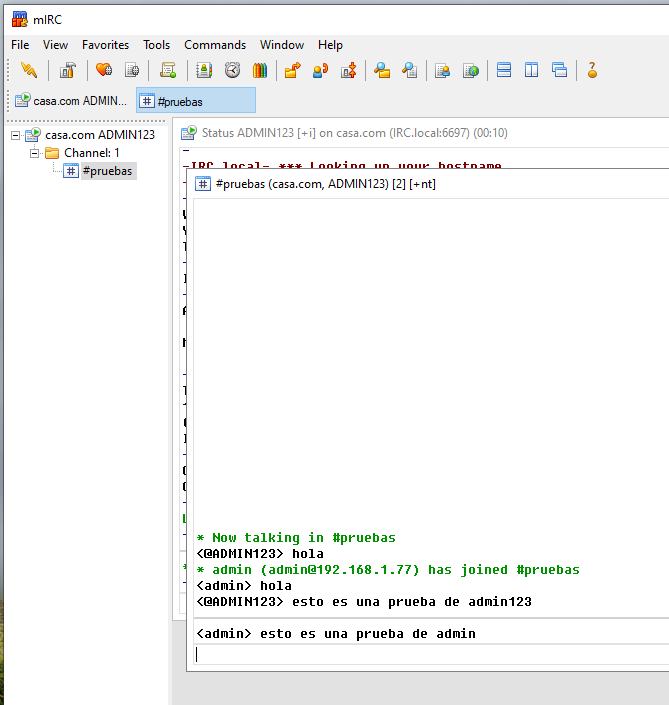 mIRC
File View Favorites Tools Commands Window Help
casa.com ADMIN... #pruebas
casa.com ADMIN123
Channel: 1
#pruebas
Status ADMIN123 [+i] on casa.com (IRC.local:6697) (00:10)
-IRC.local- *** Looking up your hostname
#pruebas (casa.com, ADMIN123) [2] [+nt]
* Now talking in #pruebas
<@ADMIN123> hola
* admin (admin@192.168.1.77) has joined #pruebas
<admin> hola
<@ADMIN123> esto es una prueba de admin123
<admin> esto es una prueba de admin